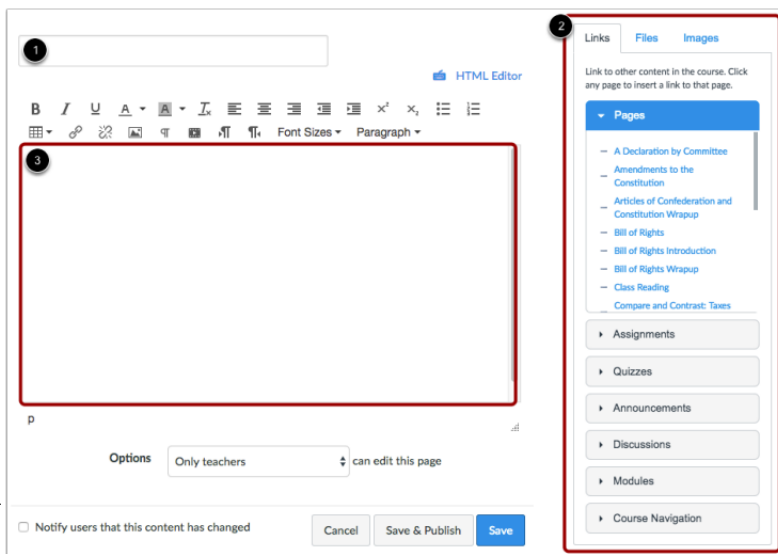 1
HTML Editor
B I U A A Tx x² x₂
Font Sizes Paragraph
3
p
Options Only teachers can edit this page
Notify users that this content has changed
Cancel Save & Publish Save
2
Links Files Images
Link to other content in the course. Click
any page to insert a link to that page.
Pages
A Declaration by Committee
Amendments to the
Constitution
Articles of Confederation and
Constitution Wrapup
Bill of Rights
Bill of Rights Introduction
Bill of Rights Wrapup
Class Reading
Compare and Contrast: Taxes
Assignments
Quizzes
Announcements
Discussions
Modules
Course Navigation